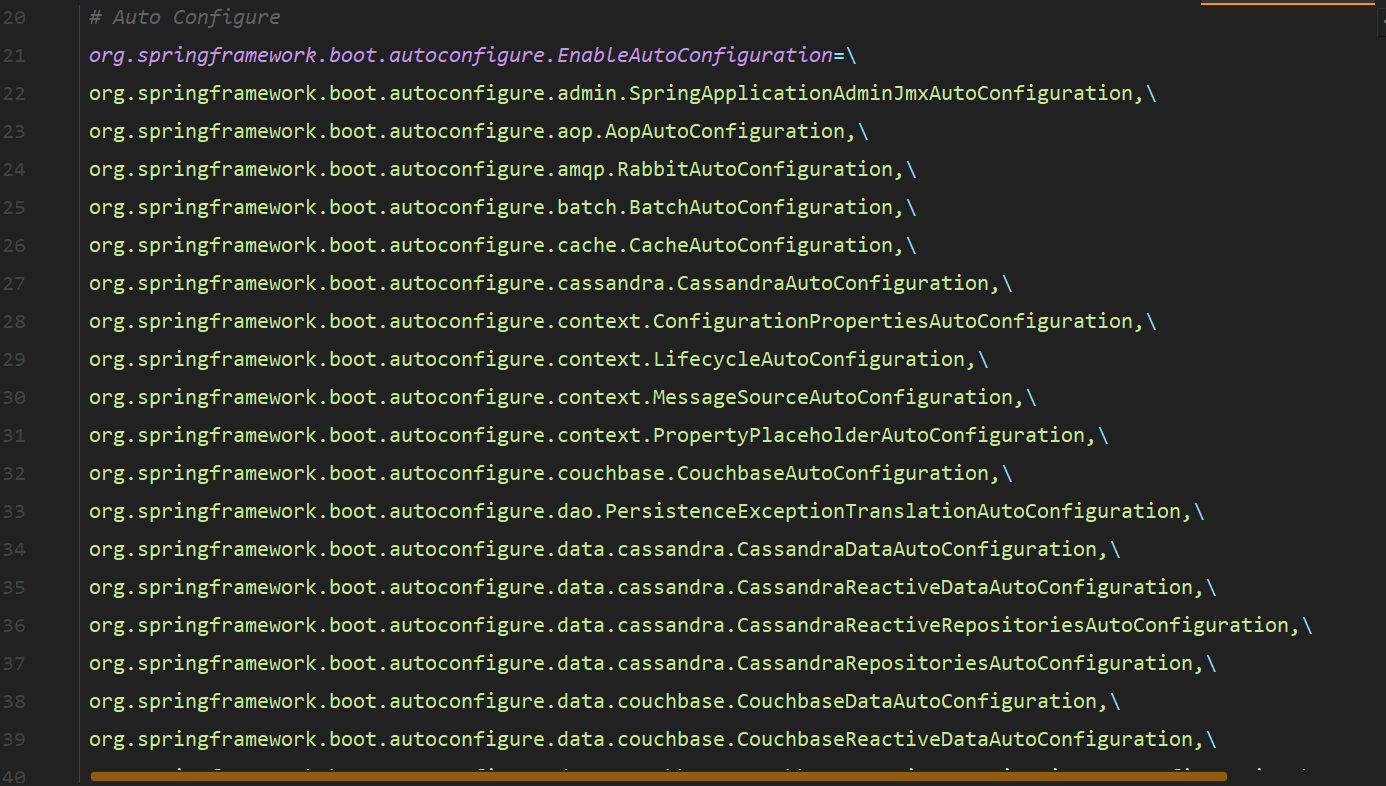 20 # Auto Configure
21 org.springframework.boot.autoconfigure.EnableAutoConfiguration=\
22 org.springframework.boot.autoconfigure.admin.SpringApplicationAdminJmxAutoConfiguration,\
23 org.springframework.boot.autoconfigure.aop.AopAutoConfiguration,\
24 org.springframework.boot.autoconfigure.amqp.RabbitAutoConfiguration,\
25 org.springframework.boot.autoconfigure.batch.BatchAutoConfiguration,\
26 org.springframework.boot.autoconfigure.cache.CacheAutoConfiguration,\
27 org.springframework.boot.autoconfigure.cassandra.CassandraAutoConfiguration,\
28 org.springframework.boot.autoconfigure.context.ConfigurationPropertiesAutoConfiguration,\
29 org.springframework.boot.autoconfigure.context.LifecycleAutoConfiguration,\
30 org.springframework.boot.autoconfigure.context.MessageSourceAutoConfiguration,\
31 org.springframework.boot.autoconfigure.context.PropertyPlaceholderAutoConfiguration,\
32 org.springframework.boot.autoconfigure.couchbase.CouchbaseAutoConfiguration,\
33 org.springframework.boot.autoconfigure.dao.PersistenceExceptionTranslationAutoConfiguration,\
34 org.springframework.boot.autoconfigure.data.cassandra.CassandraDataAutoConfiguration,\
35 org.springframework.boot.autoconfigure.data.cassandra.CassandraReactiveDataAutoConfiguration,\
36 org.springframework.boot.autoconfigure.data.cassandra.CassandraReactiveRepositoriesAutoConfiguration,\
37 org.springframework.boot.autoconfigure.data.cassandra.CassandraRepositoriesAutoConfiguration,\
38 org.springframework.boot.autoconfigure.data.couchbase.CouchbaseDataAutoConfiguration,\
39 org.springframework.boot.autoconfigure.data.couchbase.CouchbaseReactiveDataAutoConfiguration,\
40